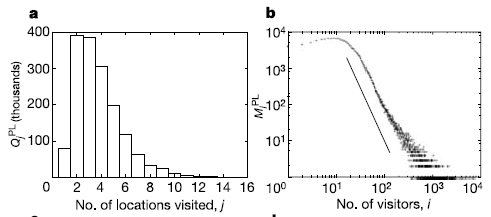 a
400
300
200
100
0
2 4 6 8 10 12 14 16
Q_j^PL (thousands)
No. of locations visited, j
b
10^4
10^3
10^2
10^1
10^0 10^1 10^2 10^3 10^4
M_i^PL
No. of visitors, i